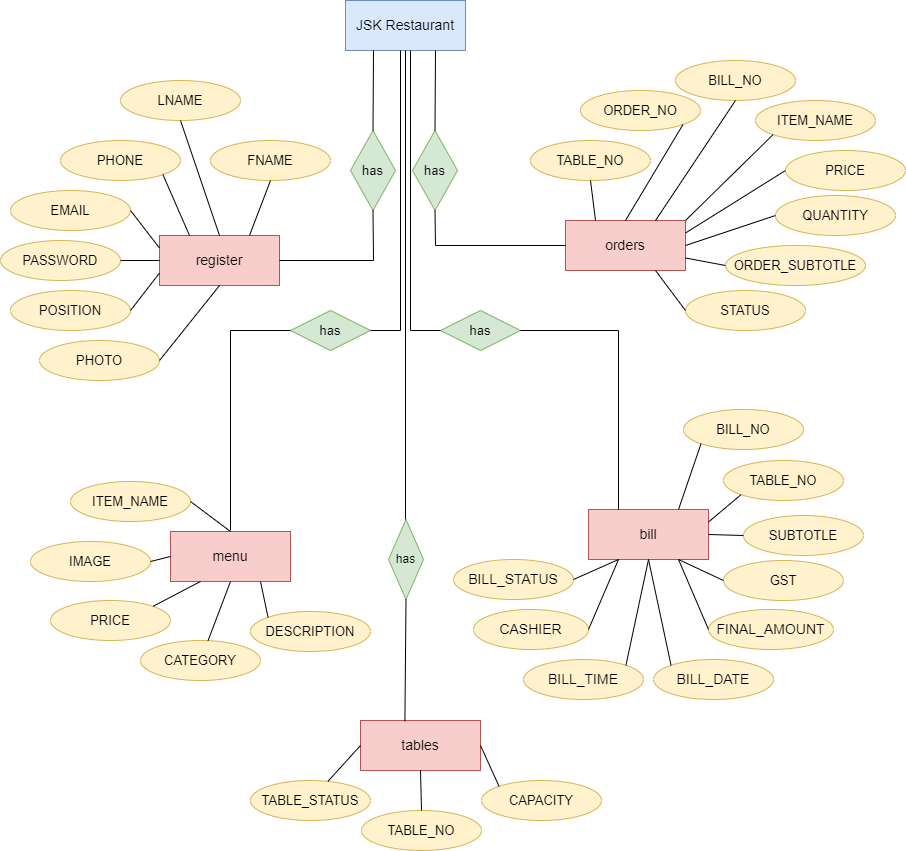 JSK Restaurant
has
has
LNAME
PHONE
FNAME
EMAIL
PASSWORD
POSITION
PHOTO
register
BILL_NO
ORDER_NO
ITEM_NAME
TABLE_NO
PRICE
QUANTITY
ORDER_SUBTOTLE
STATUS
orders
has
has
ITEM_NAME
IMAGE
PRICE
CATEGORY
DESCRIPTION
menu
has
BILL_NO
TABLE_NO
SUBTOTLE
GST
FINAL_AMOUNT
BILL_DATE
BILL_TIME
CASHIER
BILL_STATUS
bill
tables
TABLE_STATUS
TABLE_NO
CAPACITY